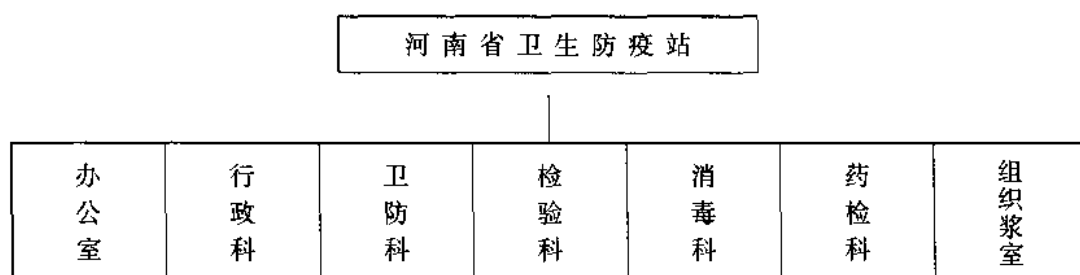 河南省卫生防疫站
办公室
行政科
卫防科
检验科
消毒科
药检科
组织浆室